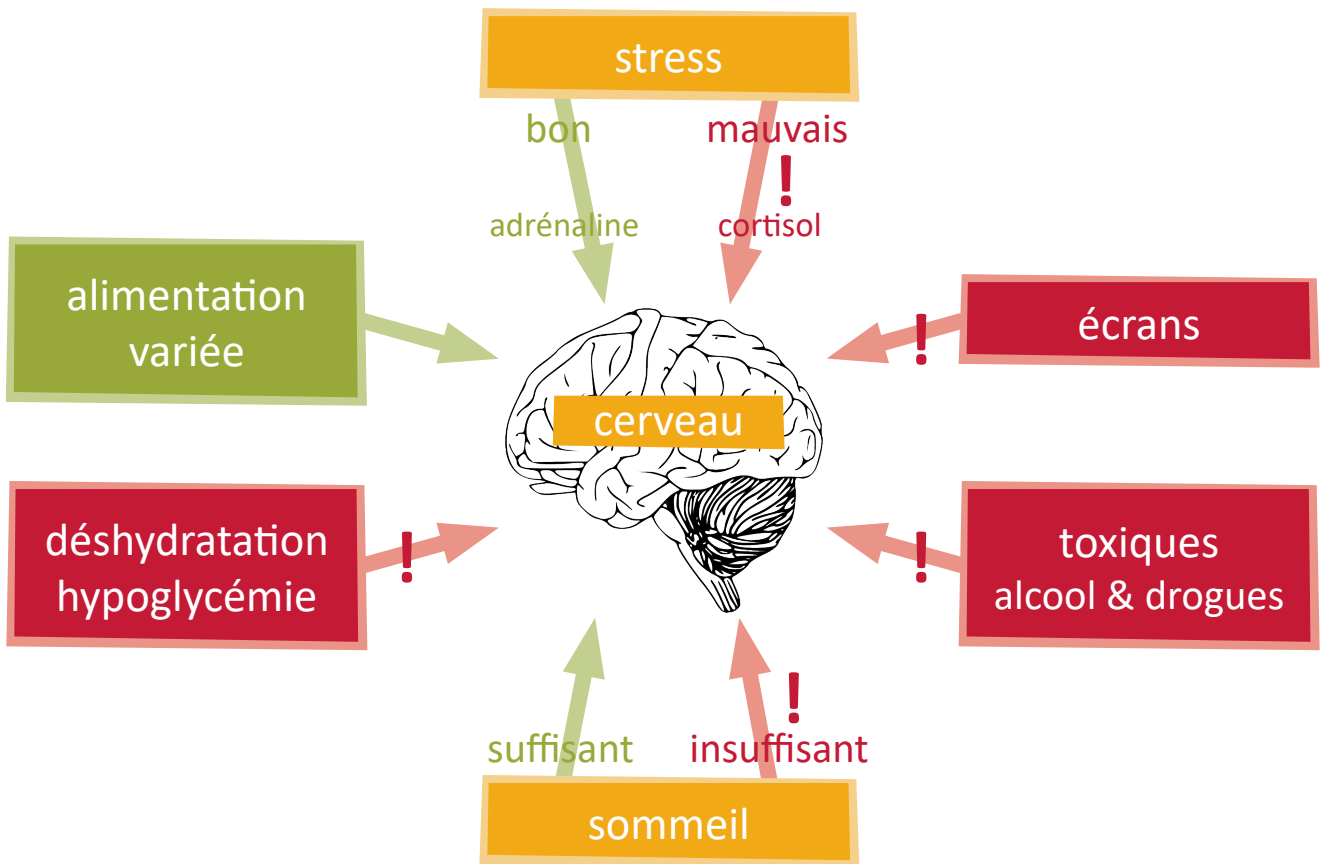 stress
bon
mauvais
!
adrénaline
cortisol
alimentation
variée
écrans
!
cerveau
déshydratation
hypoglycémie
!
toxiques
alcool & drogues
!
!
suffisant
insuffisant
sommeil